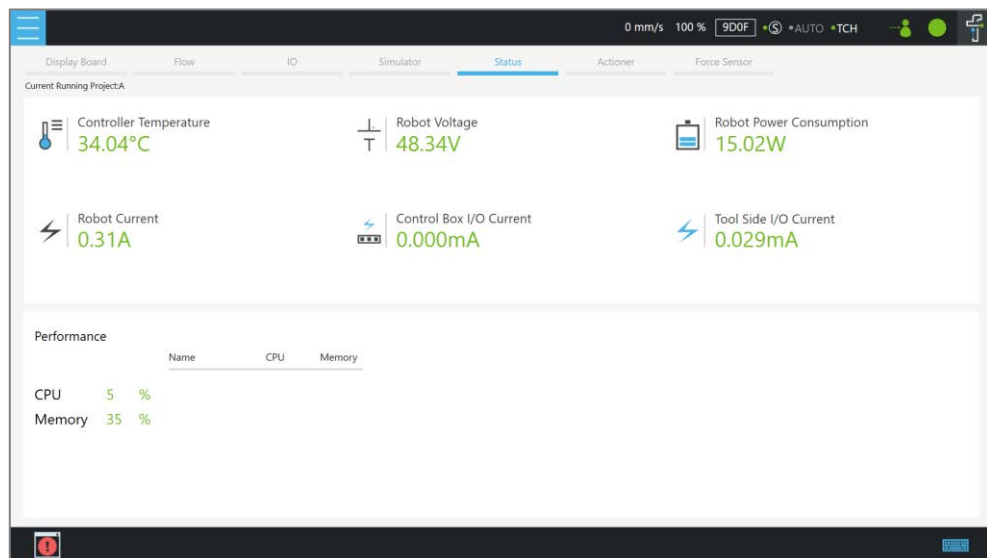 0 mm/s 100 % 9D0F S AUTO TCH
Display Board Flow IO Simulator Status Actioner Force Sensor
Current Running Project:A
Controller Temperature
34.04°C
Robot Voltage
48.34V
Robot Power Consumption
15.02W
Robot Current
0.31A
Control Box I/O Current
0.000mA
Tool Side I/O Current
0.029mA
Performance
Name CPU Memory
CPU 5 %
Memory 35 %